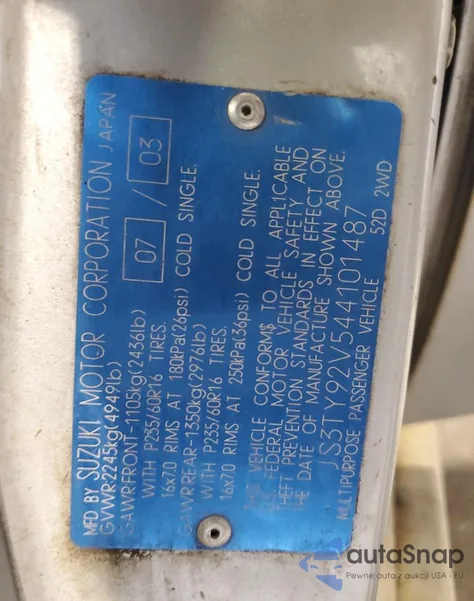 MFD BY SUZUKI MOTOR CORPORATION JAPAN
GVWR2245kg(4949lb) 07 / 03
GAWRFRONT-1105kg(2436lb)
WITH P235/60R16 TIRES.
16x7.0 RIMS AT 180kPa(26psi) COLD SINGLE.
GAWRREAR-1350kg(2976lb)
WITH P235/60R16 TIRES.
16x7.0 RIMS AT 250kPa(36psi) COLD SINGLE.
THIS VEHICLE CONFORMS TO ALL APPLICABLE
U.S. FEDERAL MOTOR VEHICLE SAFETY AND
THEFT PREVENTION STANDARDS IN EFFECT ON
THE DATE OF MANUFACTURE SHOWN ABOVE.
JS3TY92V544101487
MULTIPURPOSE PASSENGER VEHICLE 52D 2WD
autoSnap
Pewne auta z aukcji USA - EU